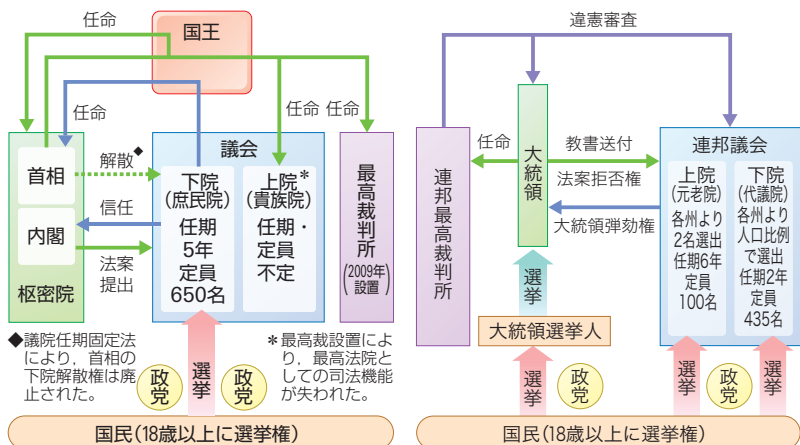 任命
国王
任命
任命
任命
首相
内閣
枢密院
解散◆
信任
法案
提出
議会
下院
(庶民院)
任期
5年
定員
650名
上院*
(貴族院)
任期・
定員
不定
最高裁判所
(2009年
設置)
◆議院任期固定法
により，首相の
下院解散権は廃
止された。
政党
選挙
政党
*最高裁設置によ
り，最高法院と
しての司法機能
が失われた。
国民(18歳以上に選挙権)
違憲審査
連邦最高裁判所
任命
大統領
教書送付
法案拒否権
大統領弾劾権
連邦議会
上院
(元老院)
各州より
2名選出
任期6年
定員
100名
下院
(代議院)
各州より
人口比例
で選出
任期2年
定員
435名
選挙
大統領選挙人
選挙
政党
選挙
政党
選挙
国民(18歳以上に選挙権)